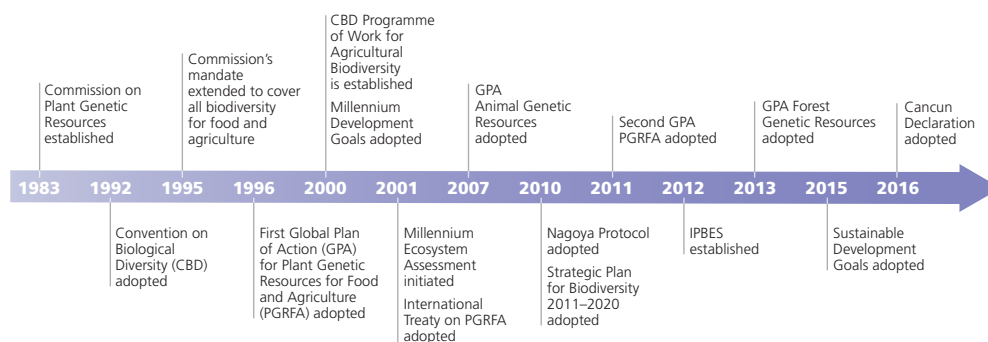 CBD Programme
of Work for
Agricultural
Biodiversity
is established
Millennium
Development
Goals adopted
Commission's
mandate
extended to cover
all biodiversity
for food and
agriculture
Commission on
Plant Genetic
Resources
established
GPA
Animal Genetic
Resources
adopted
Second GPA
PGRFA adopted
GPA Forest
Genetic Resources
adopted
Cancun
Declaration
adopted
1983 1992 1995 1996 2000 2001 2007 2010 2011 2012 2013 2015 2016
Convention on
Biological
Diversity (CBD)
adopted
First Global Plan
of Action (GPA)
for Plant Genetic
Resources for Food
and Agriculture
(PGRFA) adopted
Millennium
Ecosystem
Assessment
initiated
International
Treaty on PGRFA
adopted
Nagoya Protocol
adopted
Strategic Plan
for Biodiversity
2011–2020
adopted
IPBES
established
Sustainable
Development
Goals adopted